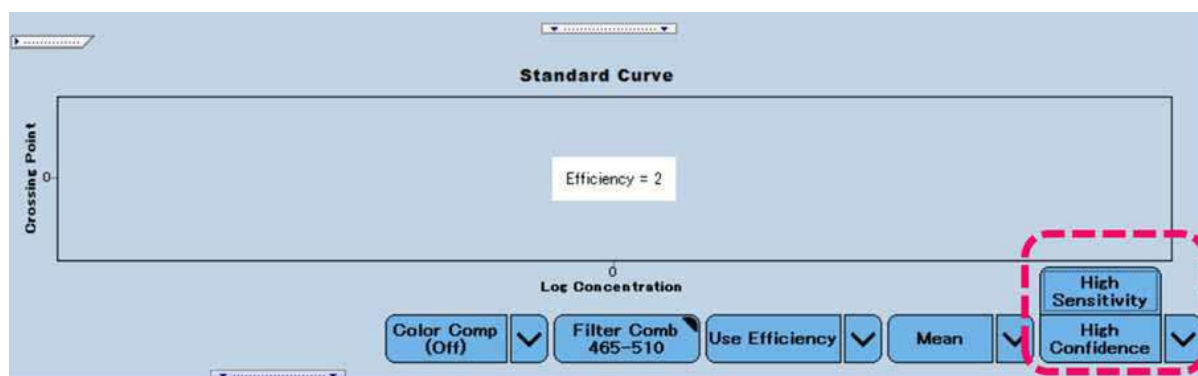 Standard Curve
Crossing Point
0
Efficiency = 2
0
Log Concentration
High
Sensitivity
Color Comp
(Off)
Filter Comb
465-510
Use Efficiency
Mean
High
Confidence